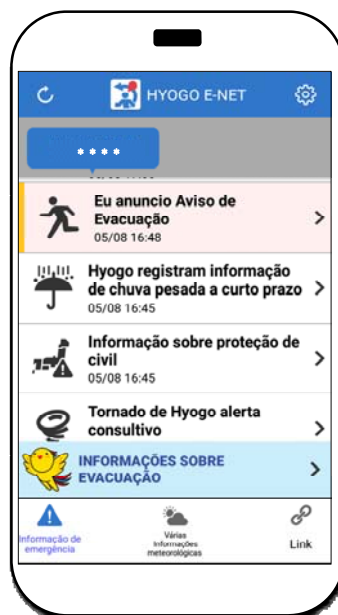 HYOGO E-NET
****
Eu anuncio Aviso de
Evacuação
05/08 16:48
Hyogo registram informação
de chuva pesada a curto prazo
05/08 16:45
Informação sobre proteção de
civil
05/08 16:45
Tornado de Hyogo alerta
consultivo
INFORMAÇÕES SOBRE
EVACUAÇÃO
Informação de
emergência
Várias
Informações
meteorológicas
Link